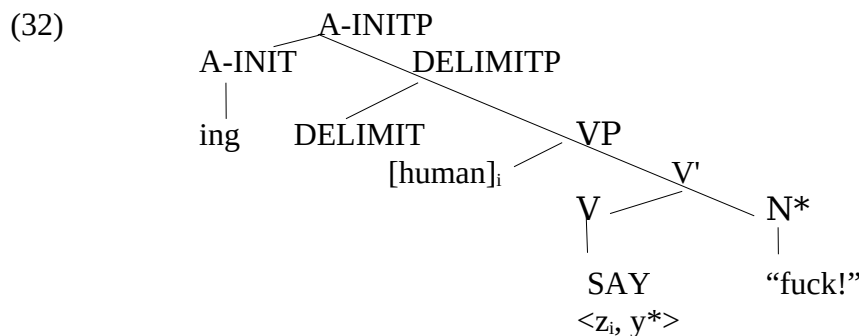 (32) A-INITP
A-INIT DELIMITP
ing DELIMIT VP
[human]ᵢ V'
V N*
SAY “fuck!”
<zᵢ, y*>